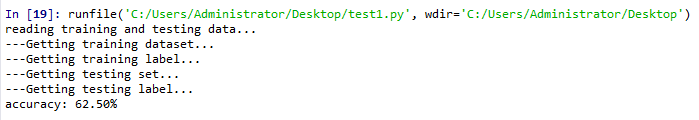 In [19]: runfile('C:/Users/Administrator/Desktop/test1.py', wdir='C:/Users/Administrator/Desktop')
reading training and testing data...
---Getting training dataset...
---Getting training label...
---Getting testing set...
---Getting testing label...
accuracy: 62.50%